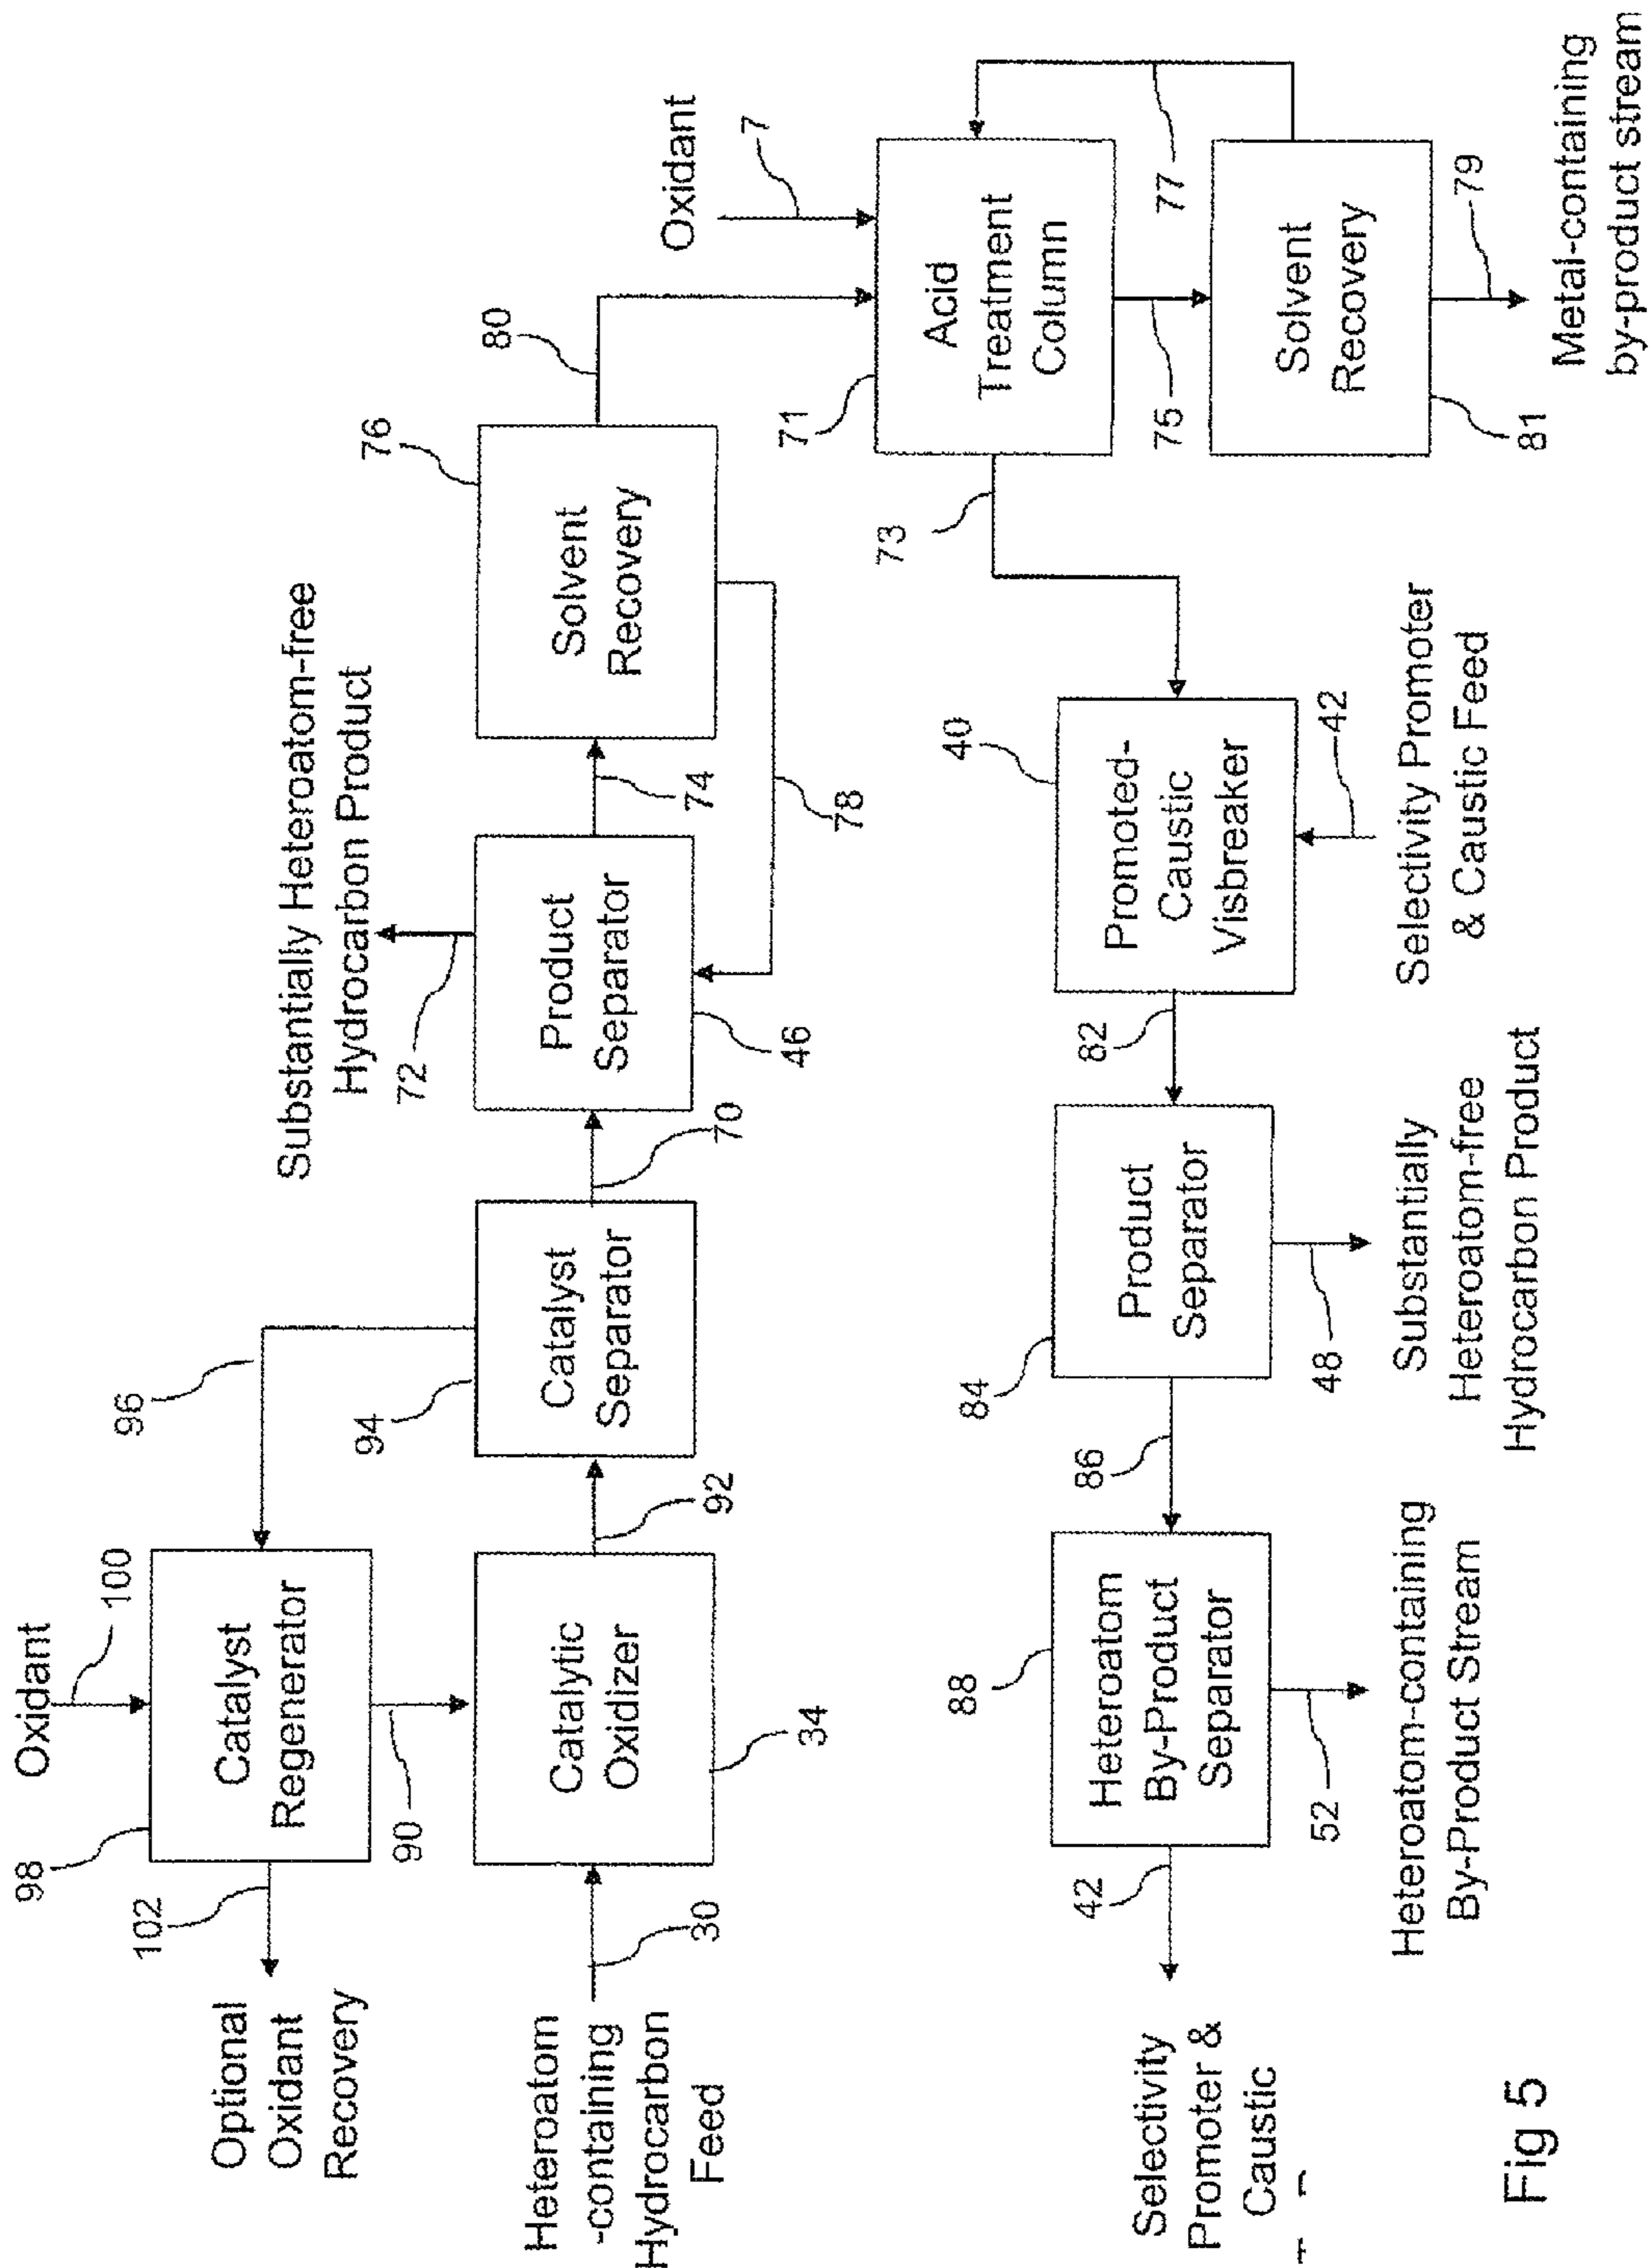 Oxidant
100
98
Catalyst
Regenerator
102
Optional
Oxidant
Recovery
90
96
Heteroatom
-containing
Hydrocarbon
Feed
30
Catalytic
Oxidizer
34
92
94
Catalyst
Separator
70
Substantially Heteroatom-free
Hydrocarbon Product
72
Product
Separator
46
74
78
76
Solvent
Recovery
80
Oxidant
7
71
Acid
Treatment
Column
73
75
77
Solvent
Recovery
81
79
Metal-containing
by-product stream
40
Promoted-
Caustic
Visbreaker
42
Selectivity Promoter
& Caustic Feed
82
84
Product
Separator
48
Substantially
Heteroatom-free
Hydrocarbon Product
86
88
Heteroatom
By-Product
Separator
52
Heteroatom-containing
By-Product Stream
42
Selectivity
Promoter &
Caustic
Fig 5